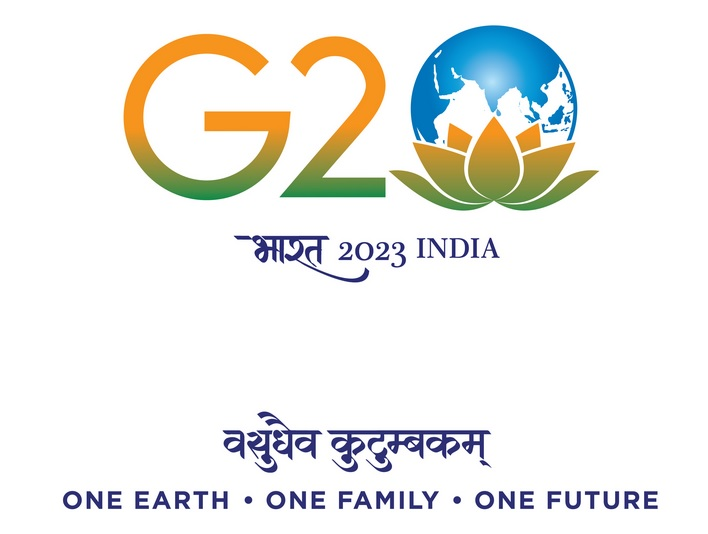 G20
भारत 2023 INDIA
वसुधैव कुटुम्बकम्
ONE EARTH • ONE FAMILY • ONE FUTURE